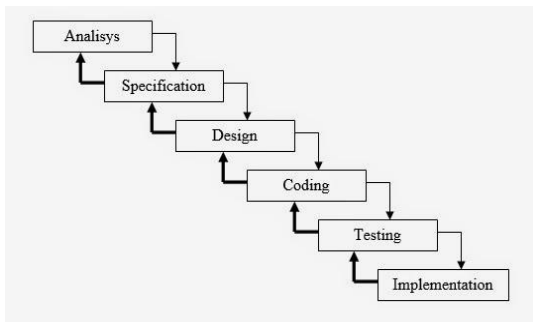 Analisys
Specification
Design
Coding
Testing
Implementation